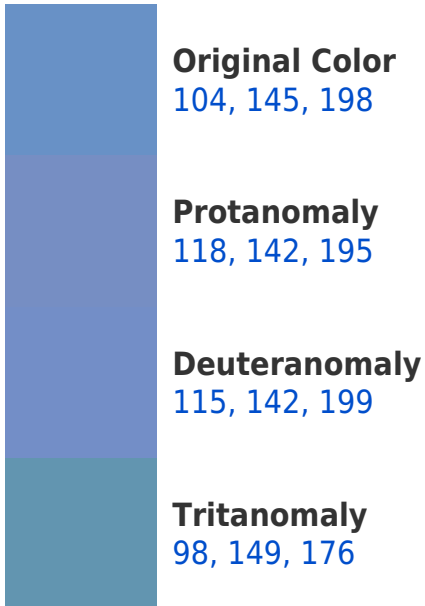 Original Color
104, 145, 198
Protanomaly
118, 142, 195
Deuteranomaly
115, 142, 199
Tritanomaly
98, 149, 176